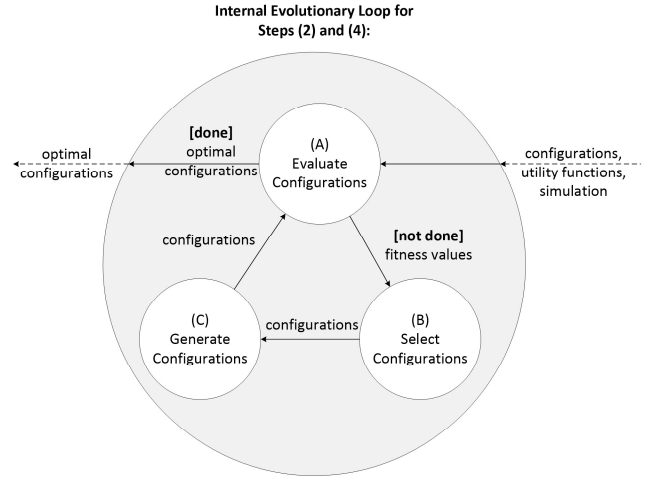 Internal Evolutionary Loop for
Steps (2) and (4):
(A)
Evaluate
Configurations
[done]
optimal
configurations
optimal
configurations
configurations,
utility functions,
simulation
configurations
[not done]
fitness values
(C)
Generate
Configurations
configurations
(B)
Select
Configurations